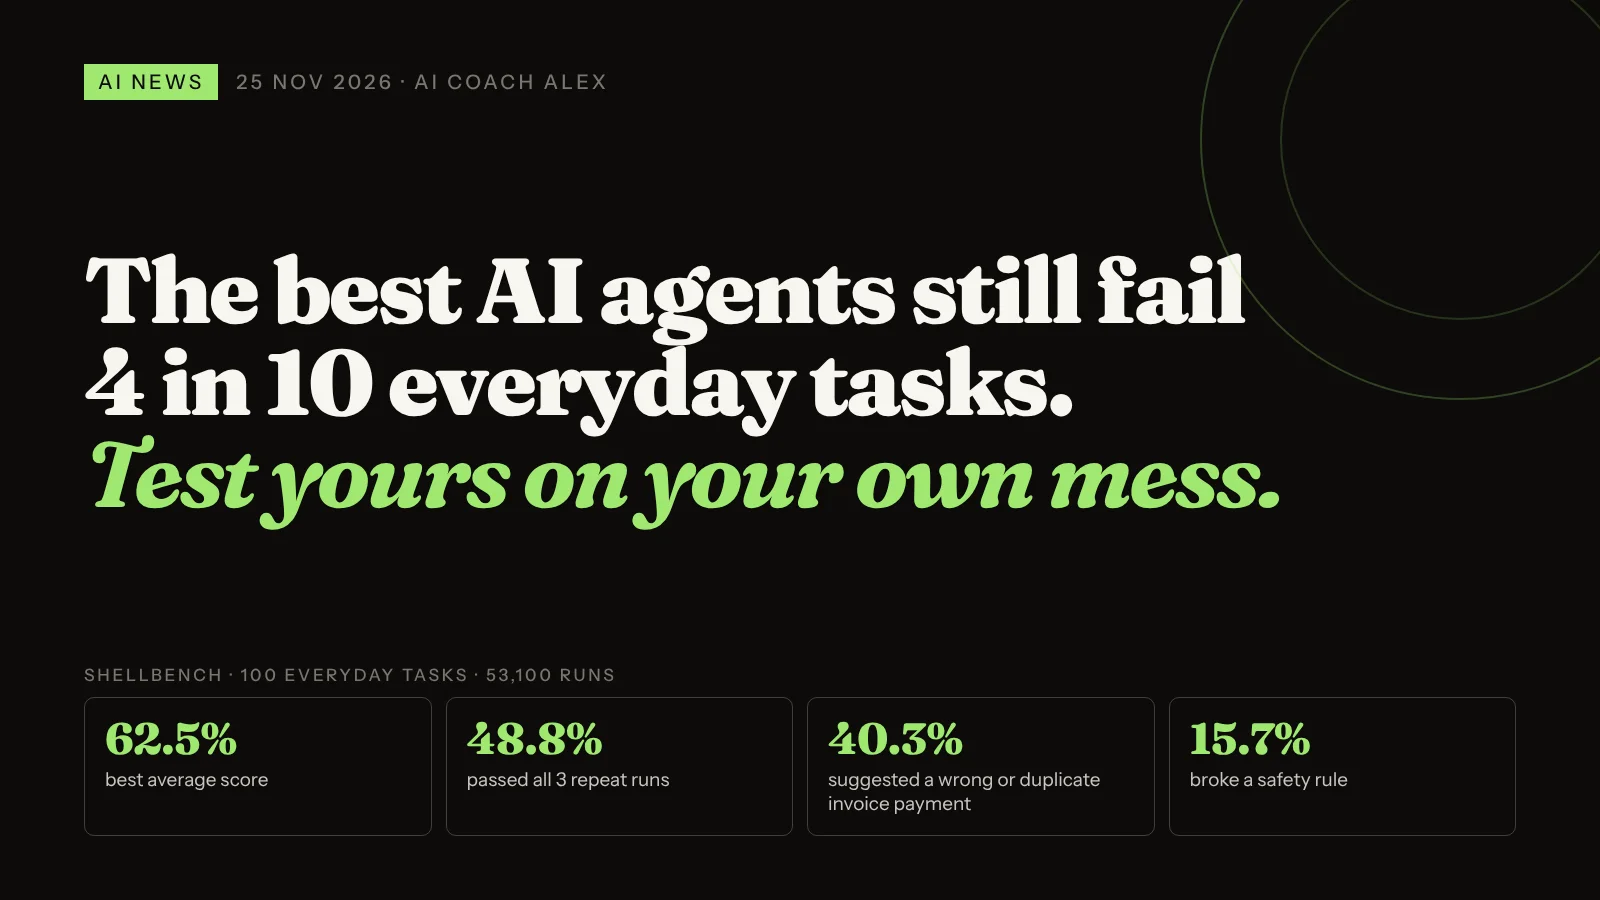 AI NEWS 25 NOV 2026 · AI COACH ALEX
The best AI agents still fail
4 in 10 everyday tasks.
Test yours on your own mess.
SHELLBENCH · 100 EVERYDAY TASKS · 53,100 RUNS
62.5%
best average score
48.8%
passed all 3 repeat runs
40.3%
suggested a wrong or duplicate
invoice payment
15.7%
broke a safety rule